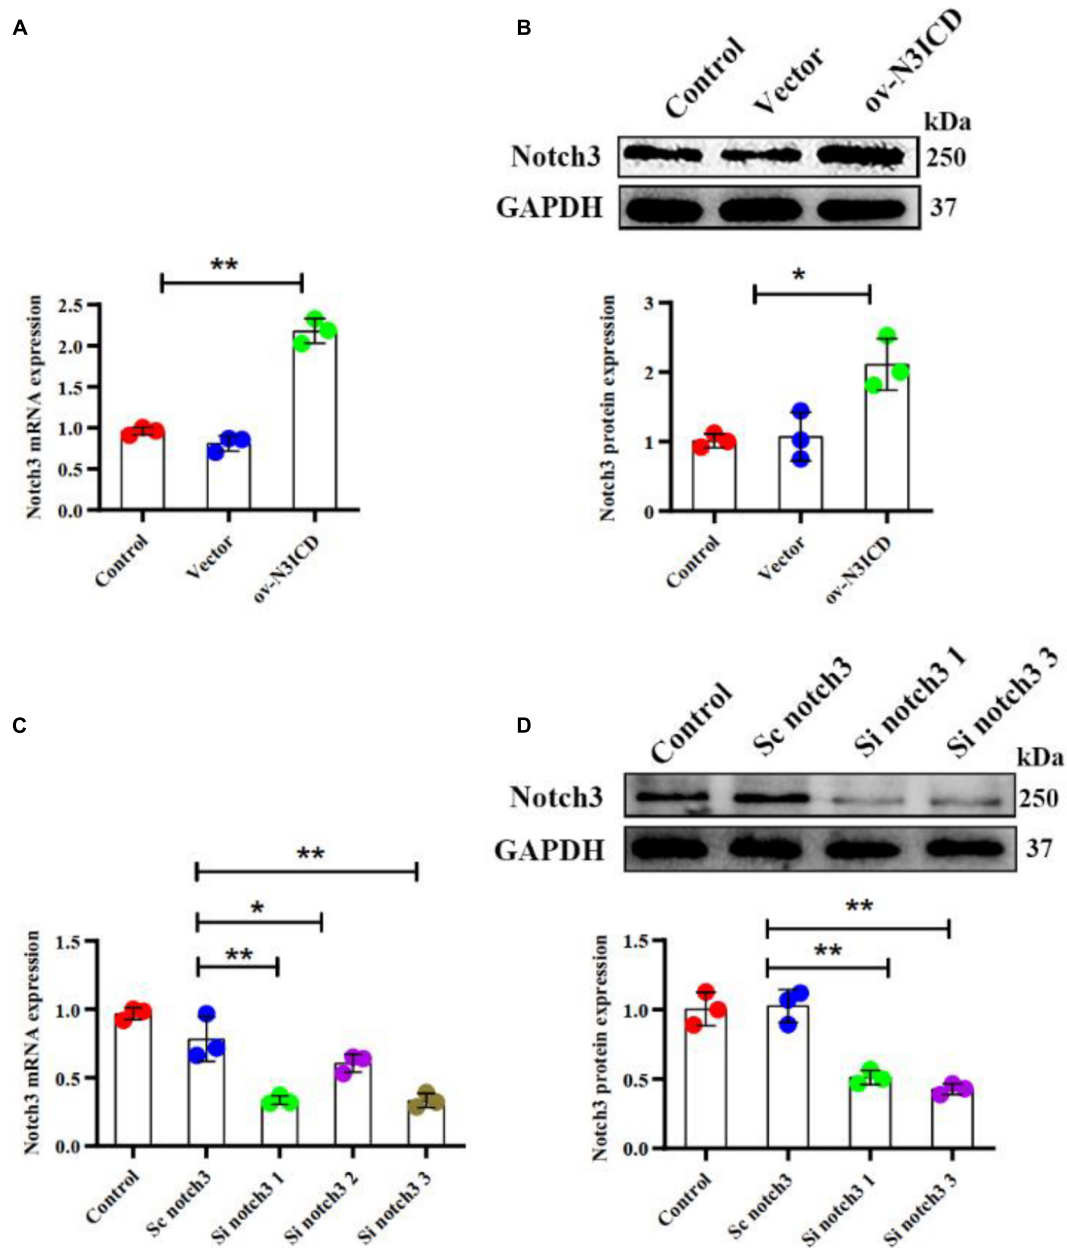 A
**
Notch3 mRNA expression
2.5
2.0
1.5
1.0
0.5
0.0
Control
Vector
ov-N3ICD
B
Control
Vector
ov-N3ICD
kDa
Notch3
250
GAPDH
37
*
Notch3 protein expression
3
2
1
0
Control
Vector
ov-N3ICD
C
**
*
**
Notch3 mRNA expression
1.5
1.0
0.5
0.0
Control
Sc notch3
Si notch3 1
Si notch3 2
Si notch3 3
D
Control
Sc notch3
Si notch3 1
Si notch3 3
kDa
Notch3
250
GAPDH
37
**
**
Notch3 protein expression
1.5
1.0
0.5
0.0
Control
Sc notch3
Si notch3 1
Si notch3 3